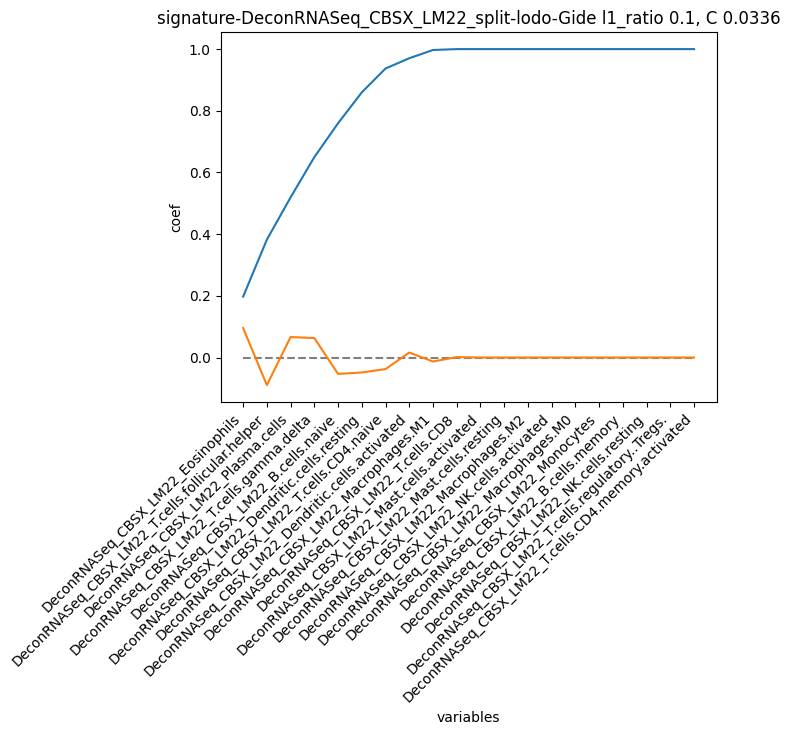 signature-DeconRNASeq_CBSX_LM22_split-lodo-Gide l1_ratio 0.1, C 0.0336
1.0
0.8
0.6
0.4
0.2
0.0
coef
DeconRNASeq_CBSX_LM22_Eosinophils
DeconRNASeq_CBSX_LM22_T.cells.follicular.helper
DeconRNASeq_CBSX_LM22_Plasma.cells
DeconRNASeq_CBSX_LM22_T.cells.gamma.delta
DeconRNASeq_CBSX_LM22_B.cells.naive
DeconRNASeq_CBSX_LM22_Dendritic.cells.resting
DeconRNASeq_CBSX_LM22_T.cells.CD4.naive
DeconRNASeq_CBSX_LM22_Dendritic.cells.activated
DeconRNASeq_CBSX_LM22_Macrophages.M1
DeconRNASeq_CBSX_LM22_T.cells.CD8
DeconRNASeq_CBSX_LM22_Mast.cells.activated
DeconRNASeq_CBSX_LM22_Mast.cells.resting
DeconRNASeq_CBSX_LM22_Macrophages.M2
DeconRNASeq_CBSX_LM22_NK.cells.activated
DeconRNASeq_CBSX_LM22_Macrophages.M0
DeconRNASeq_CBSX_LM22_Monocytes
DeconRNASeq_CBSX_LM22_B.cells.memory
DeconRNASeq_CBSX_LM22_NK.cells.resting
DeconRNASeq_CBSX_LM22_T.cells.regulatory..Tregs.
DeconRNASeq_CBSX_LM22_T.cells.CD4.memory.activated
variables